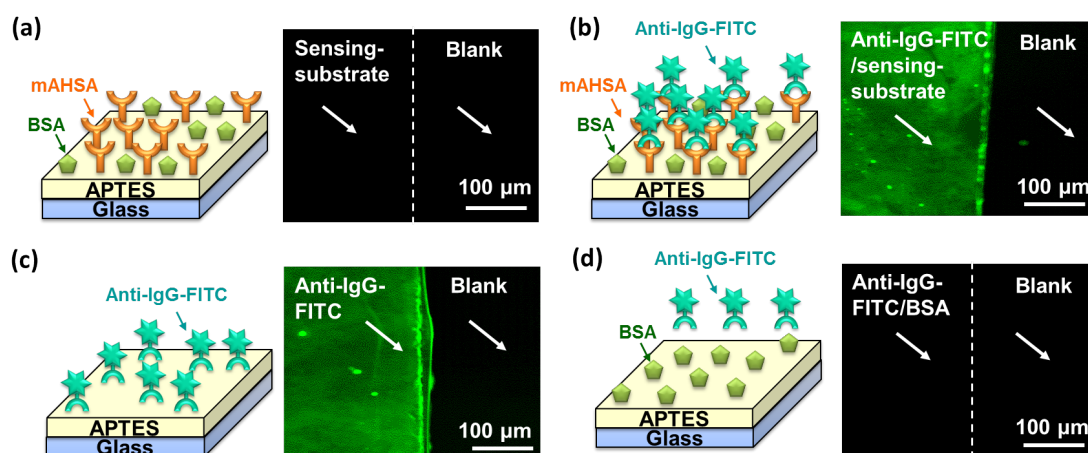 (a)
mAHSA
BSA
APTES
Glass
Sensing-
substrate
Blank
100 μm
(b)
Anti-IgG-FITC
mAHSA
BSA
APTES
Glass
Anti-IgG-FITC
/sensing-
substrate
Blank
100 μm
(c)
Anti-IgG-FITC
APTES
Glass
Anti-IgG-
FITC
Blank
100 μm
(d)
Anti-IgG-FITC
BSA
APTES
Glass
Anti-IgG-
FITC/BSA
Blank
100 μm